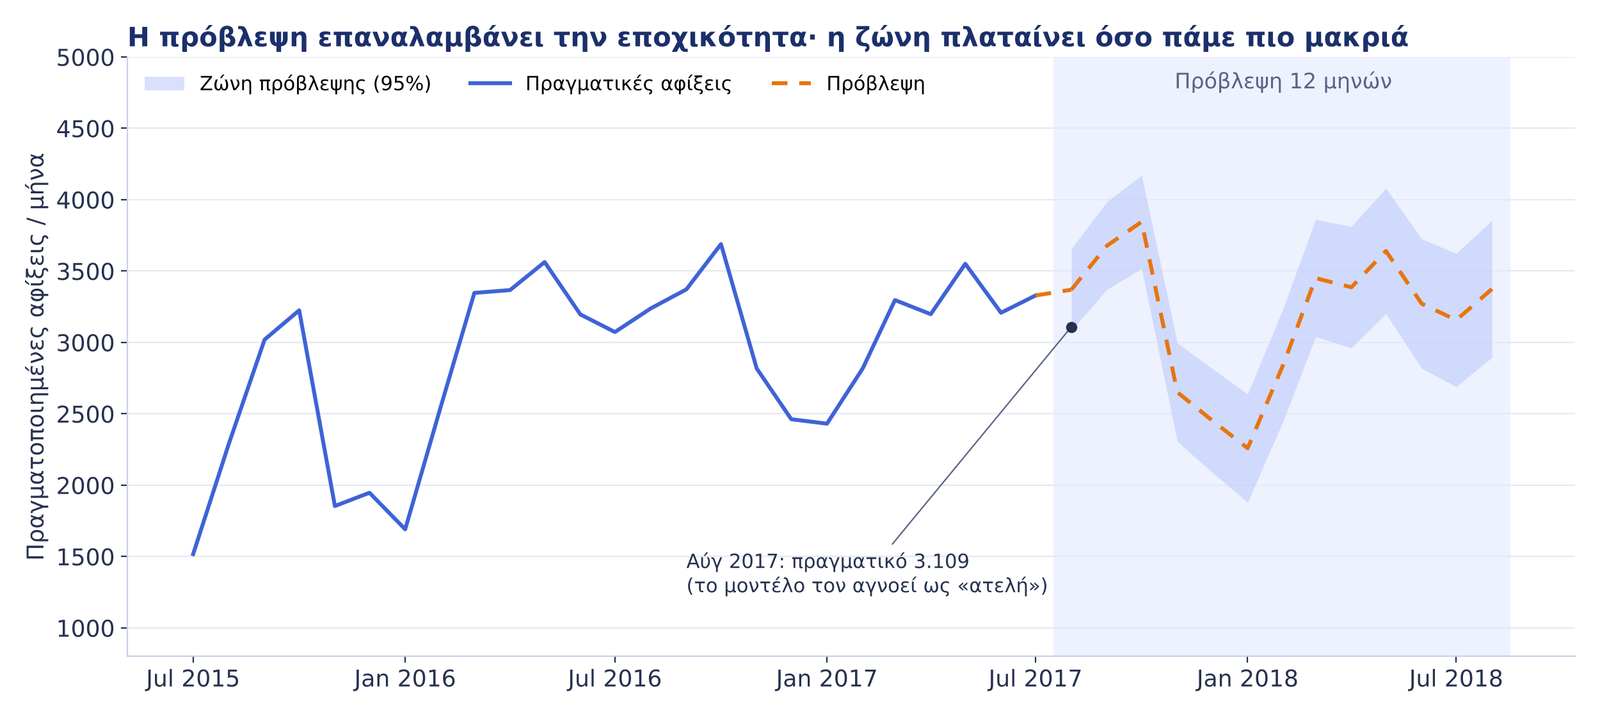 Η πρόβλεψη επαναλαμβάνει την εποχικότητα· η ζώνη πλαταίνει όσο πάμε πιο μακριά
Ζώνη πρόβλεψης (95%)
Πραγματικές αφίξεις
Πρόβλεψη
Πρόβλεψη 12 μηνών
Πραγματοποιημένες αφίξεις / μήνα
5000
4500
4000
3500
3000
2500
2000
1500
1000
Αύγ 2017: πραγματικό 3.109
(το μοντέλο τον αγνοεί ως «ατελή»)
Jul 2015
Jan 2016
Jul 2016
Jan 2017
Jul 2017
Jan 2018
Jul 2018